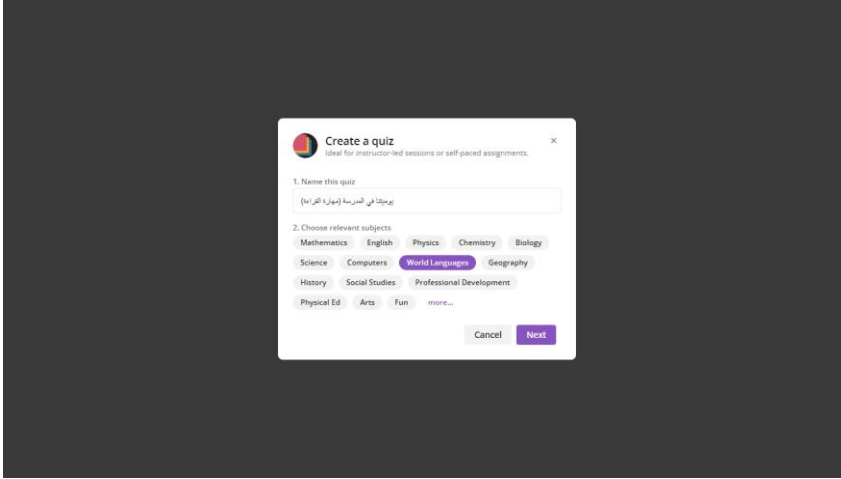 Create a quiz
×
Ideal for instructor-led sessions or self-paced assignments.
1. Name this quiz
يوميتنا في المدرسة (مهارة القراءة)
2. Choose relevant subjects
Mathematics English Physics Chemistry Biology
Science Computers World Languages Geography
History Social Studies Professional Development
Physical Ed Arts Fun more...
Cancel Next